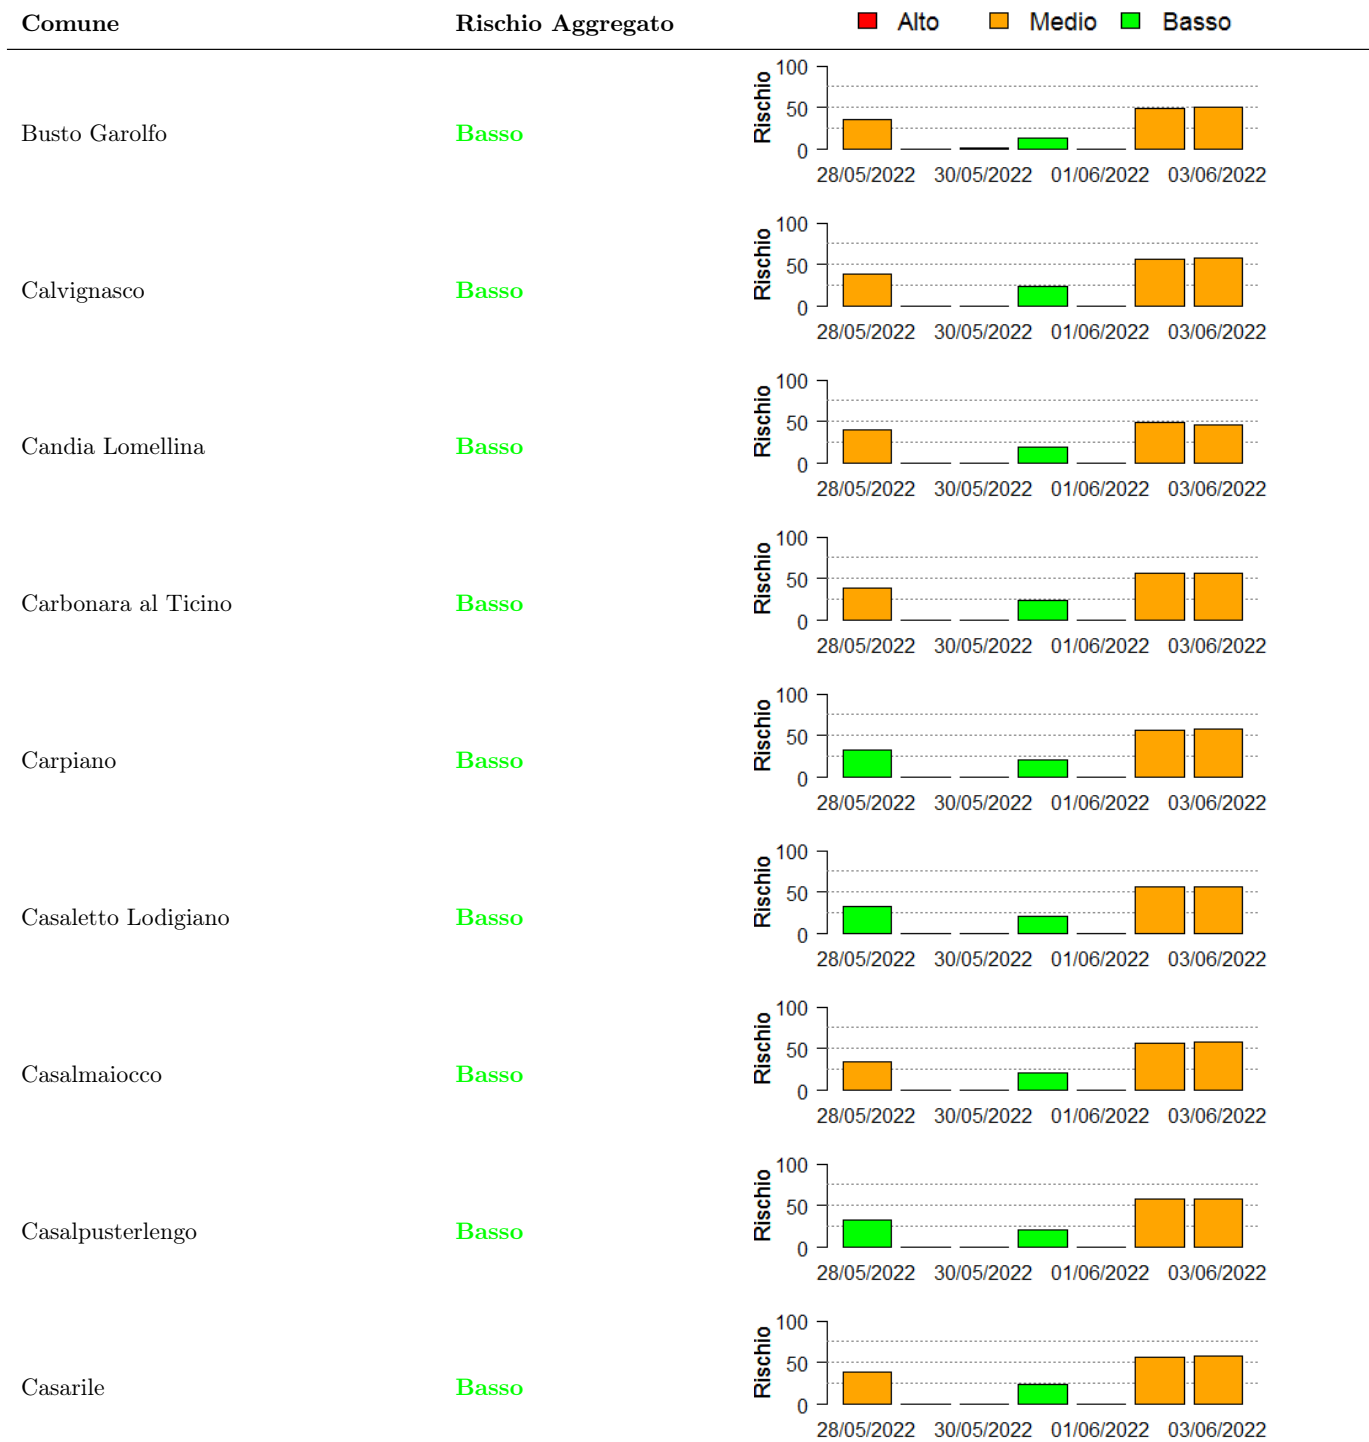 Comune Rischio Aggregato Alto Medio Basso
100
50
0
Rischio
Busto Garolfo Basso
28/05/2022 30/05/2022 01/06/2022 03/06/2022
100
50
0
Rischio
Calvignasco Basso
28/05/2022 30/05/2022 01/06/2022 03/06/2022
100
50
0
Rischio
Candia Lomellina Basso
28/05/2022 30/05/2022 01/06/2022 03/06/2022
100
50
0
Rischio
Carbonara al Ticino Basso
28/05/2022 30/05/2022 01/06/2022 03/06/2022
100
50
0
Rischio
Carpiano Basso
28/05/2022 30/05/2022 01/06/2022 03/06/2022
100
50
0
Rischio
Casaletto Lodigiano Basso
28/05/2022 30/05/2022 01/06/2022 03/06/2022
100
50
0
Rischio
Casalmaiocco Basso
28/05/2022 30/05/2022 01/06/2022 03/06/2022
100
50
0
Rischio
Casalpusterlengo Basso
28/05/2022 30/05/2022 01/06/2022 03/06/2022
100
50
0
Rischio
Casarile Basso
28/05/2022 30/05/2022 01/06/2022 03/06/2022